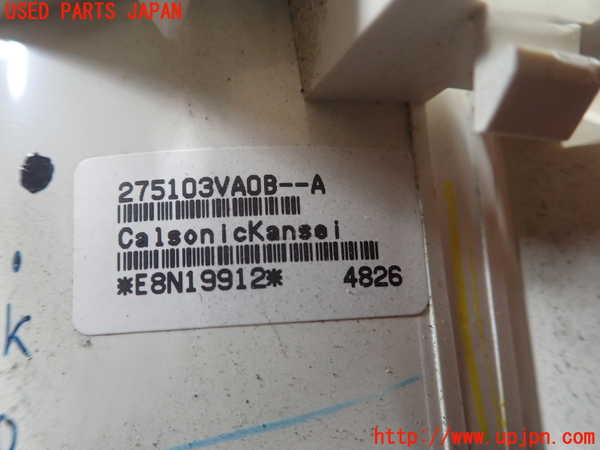 USED PARTS JAPAN
275103VA0B--A
CalsonicKansei
*E8N19912*
4826
k
http://www.upjpn.com/